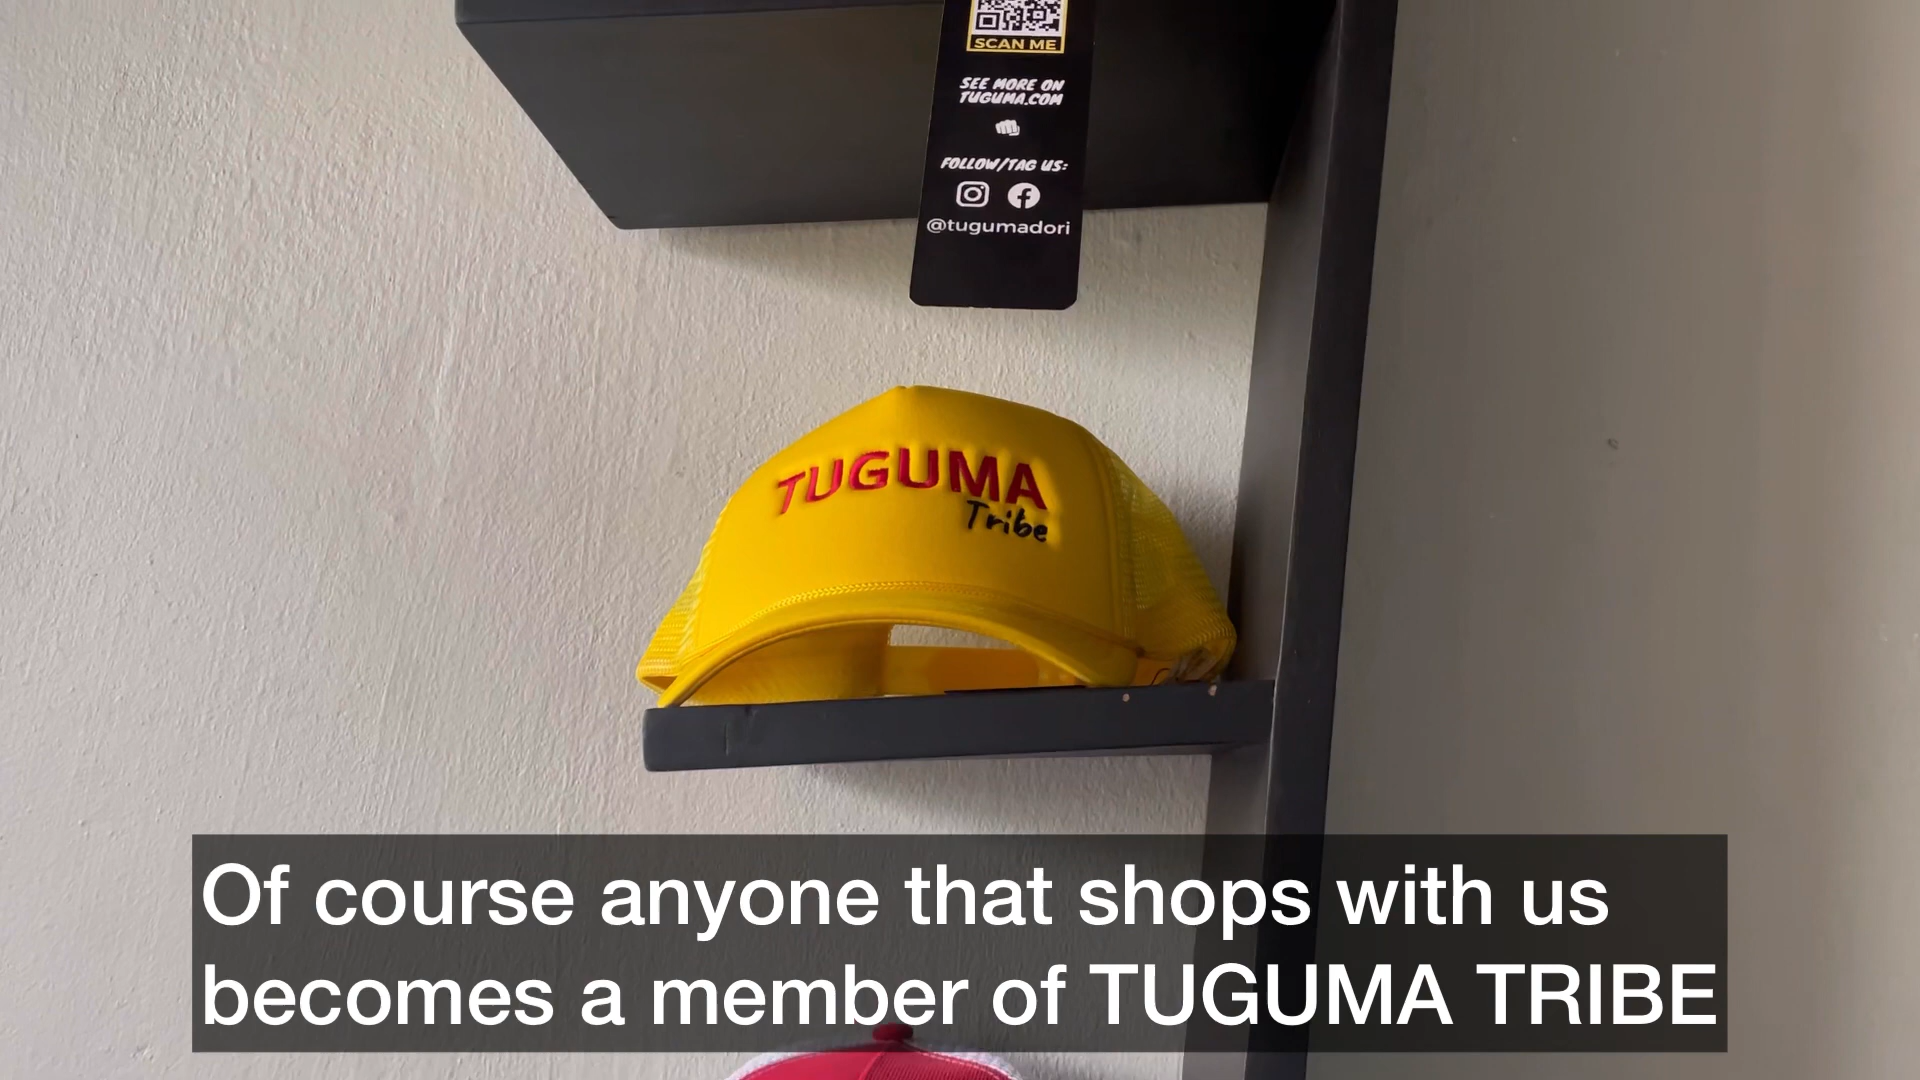 SCAN ME
SEE MORE ON
TUGUMA.COM
FOLLOW/TAG US:
@tugumadori
TUGUMA
Tribe
Of course anyone that shops with us
becomes a member of TUGUMA TRIBE